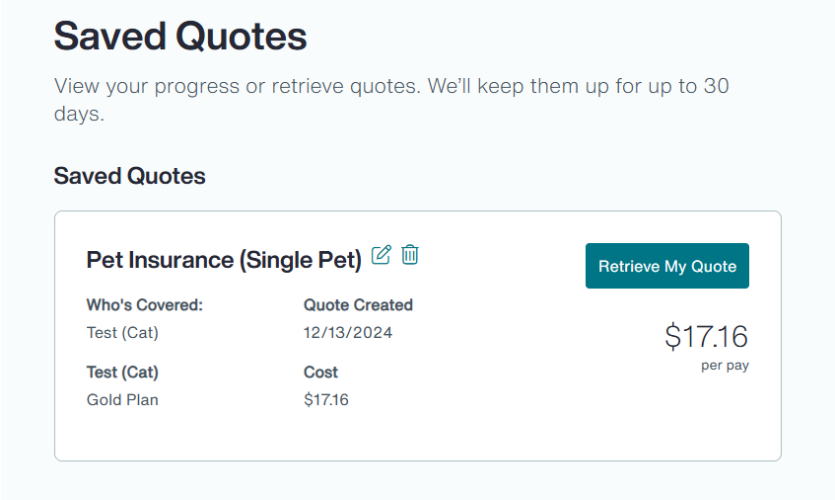 Saved Quotes
View your progress or retrieve quotes. We’ll keep them up for up to 30
days.
Saved Quotes
Pet Insurance (Single Pet)
Retrieve My Quote
Who's Covered:
Quote Created
Test (Cat)
12/13/2024
$17.16
per pay
Test (Cat)
Cost
Gold Plan
$17.16